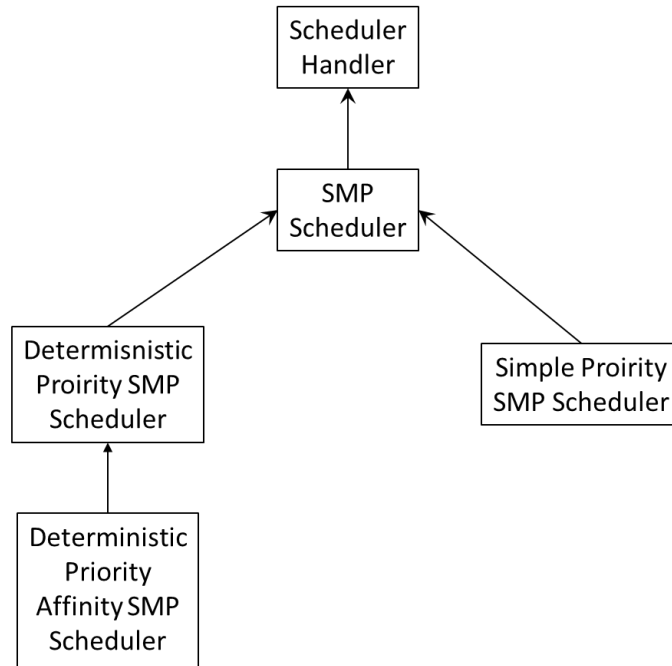 Scheduler
Handler
SMP
Scheduler
Determisnistic
Proirity SMP
Scheduler
Simple Proirity
SMP Scheduler
Deterministic
Priority
Affinity SMP
Scheduler